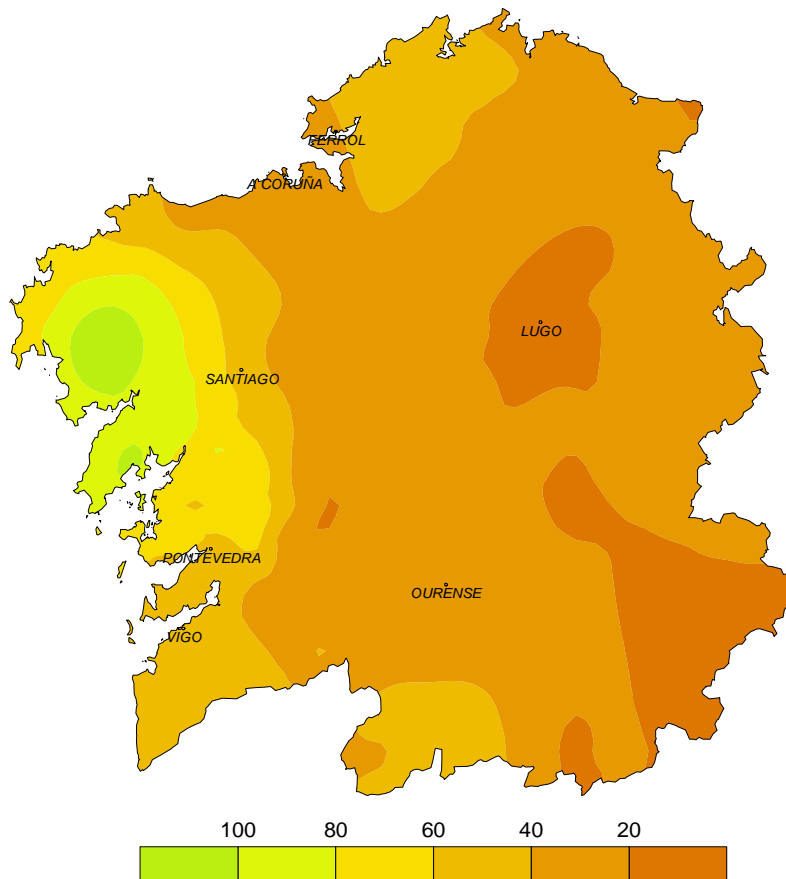 FERROL
A CORUÑA
LUGO
SANTIAGO
PONTEVEDRA
OURENSE
VIGO
100 80 60 40 20